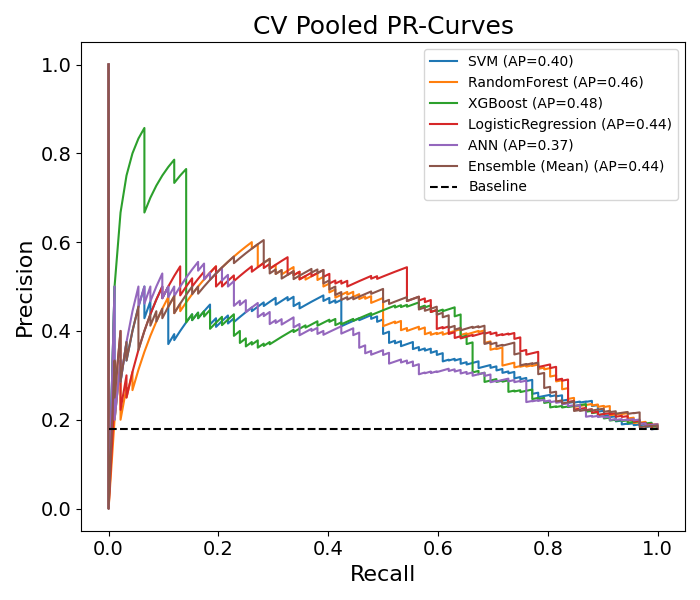 CV Pooled PR-Curves
SVM (AP=0.40)
RandomForest (AP=0.46)
XGBoost (AP=0.48)
LogisticRegression (AP=0.44)
ANN (AP=0.37)
Ensemble (Mean) (AP=0.44)
Baseline
Precision
1.0
0.8
0.6
0.4
0.2
0.0
0.0 0.2 0.4 0.6 0.8 1.0
Recall